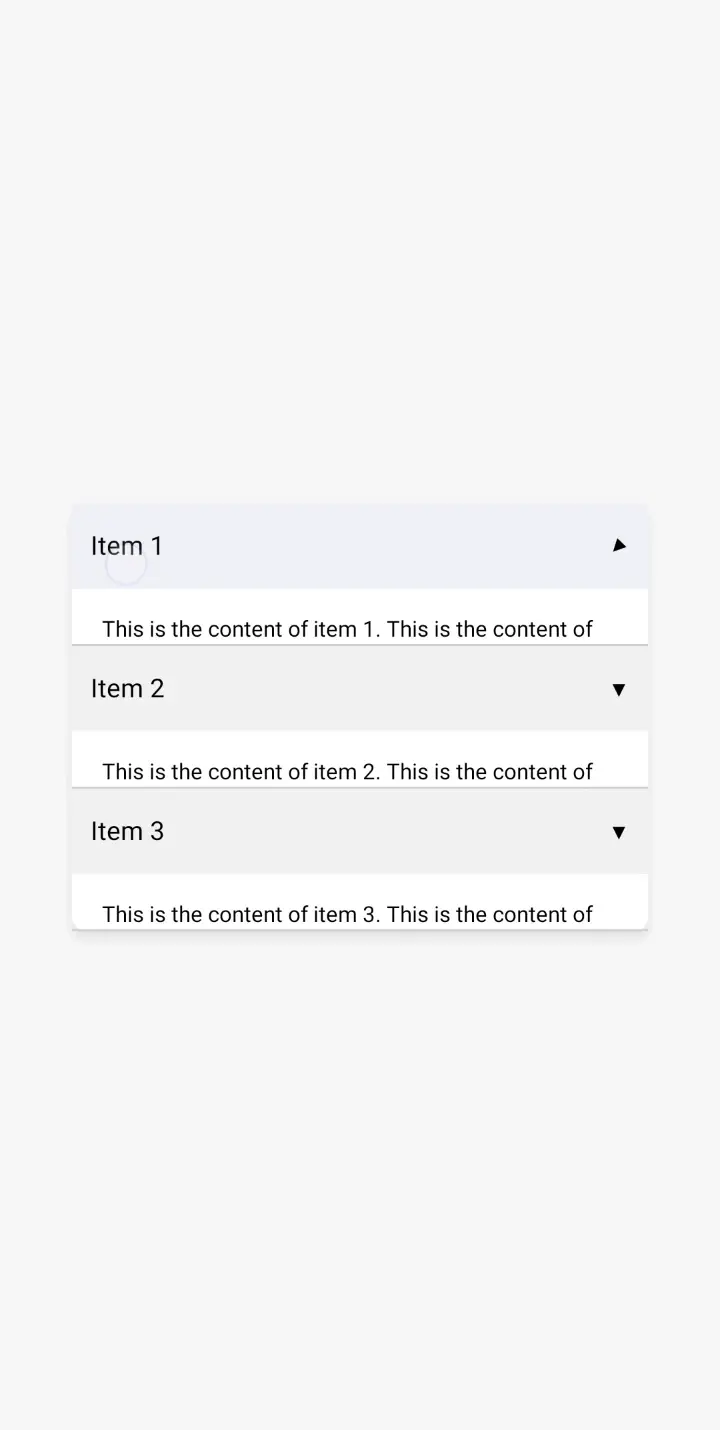 Item 1
This is the content of item 1. This is the content of
Item 2
This is the content of item 2. This is the content of
Item 3
This is the content of item 3. This is the content of